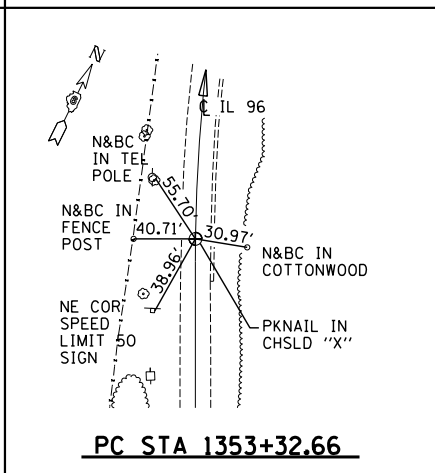 N
℄ IL 96
N&BC
IN TEL
POLE
55.70'
N&BC IN
FENCE
POST
40.71'
30.97'
N&BC IN
COTTONWOOD
38.96'
NE COR
SPEED
LIMIT 50
SIGN
PKNAIL IN
CHSLD "X"
PC STA 1353+32.66